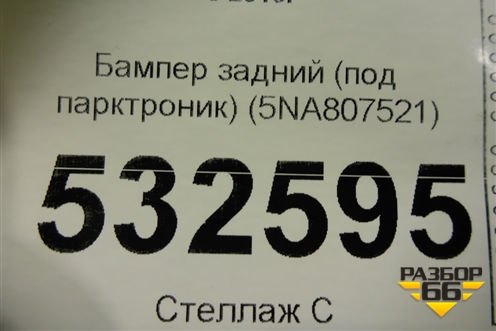 Бампер задний (под
парктроник) (5NA807521)
532595
Стеллаж С
РАЗБОР
66